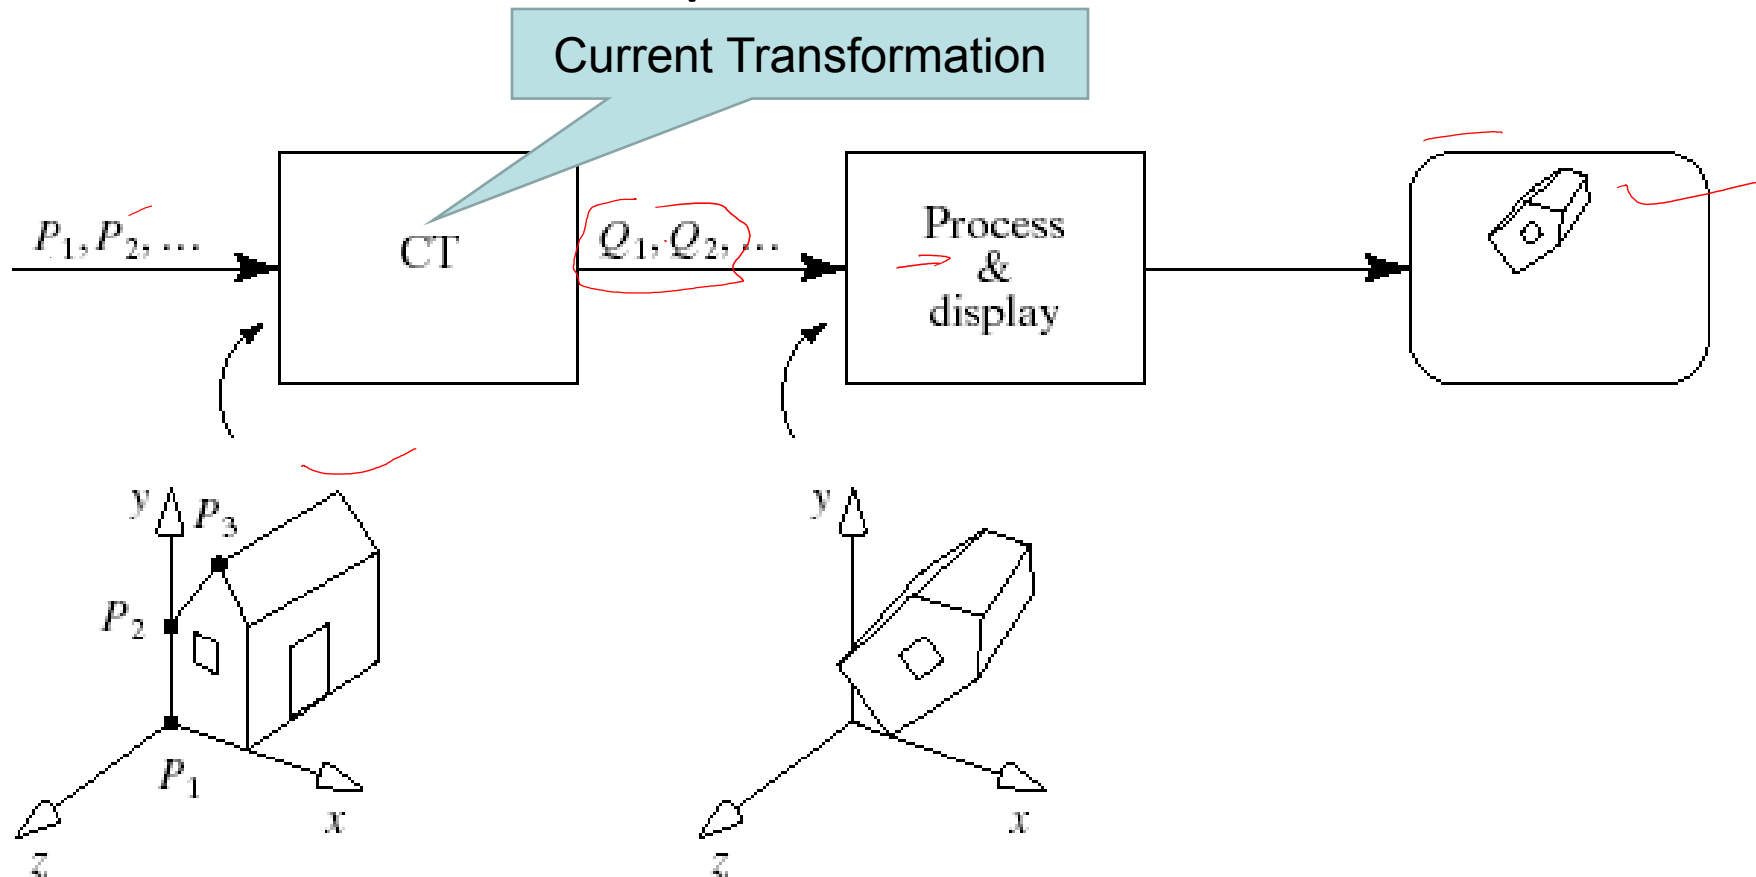 Current Transformation
P1, P2, ...
CT
Q1, Q2, ...
Process
&
display
y
P3
P2
P1
x
z
y
x
z